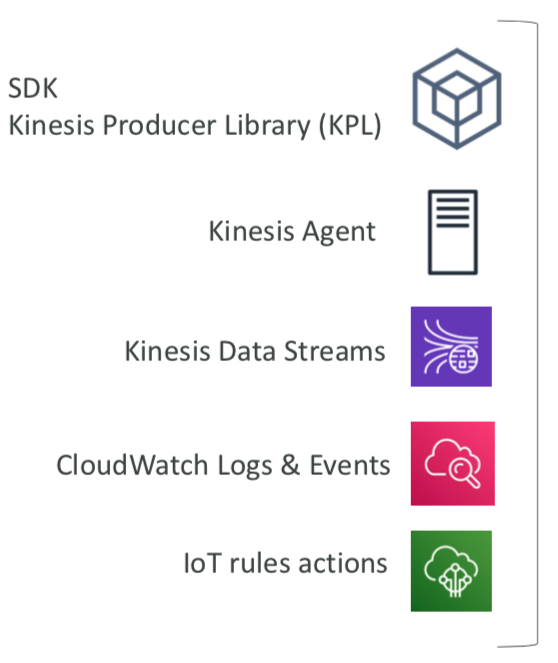 SDK
Kinesis Producer Library (KPL)
Kinesis Agent
Kinesis Data Streams
CloudWatch Logs & Events
IoT rules actions